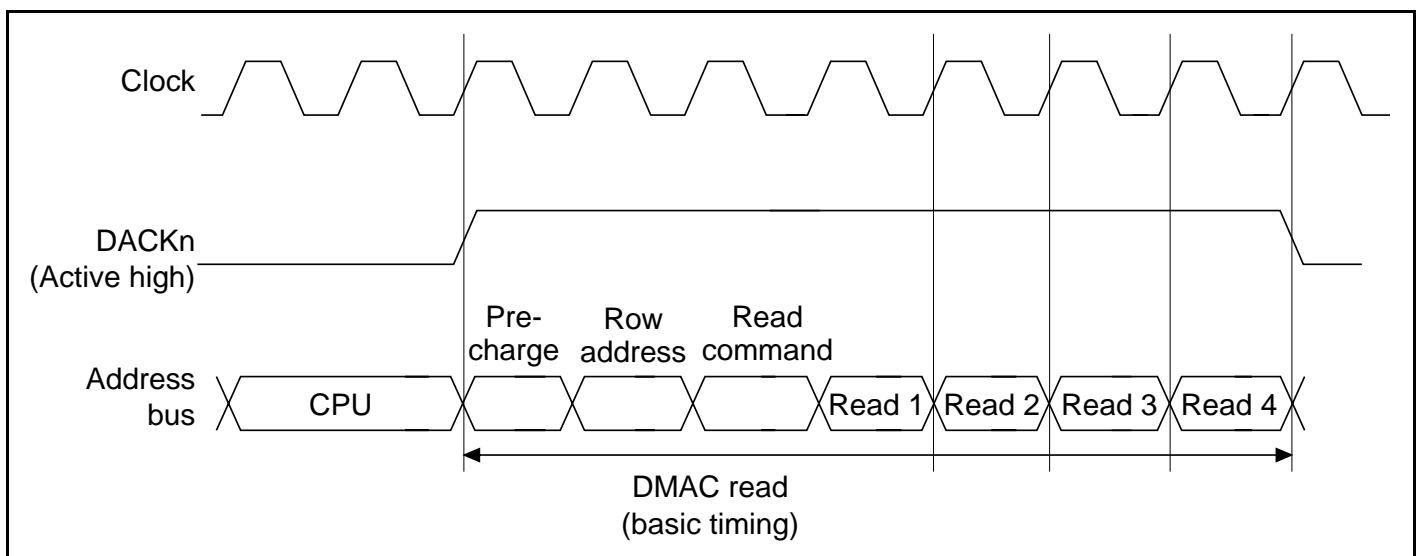 Clock
DACKn
(Active high)
Pre-
charge
Row
address
Read
command
Address
bus
CPU
Read 1
Read 2
Read 3
Read 4
DMAC read
(basic timing)